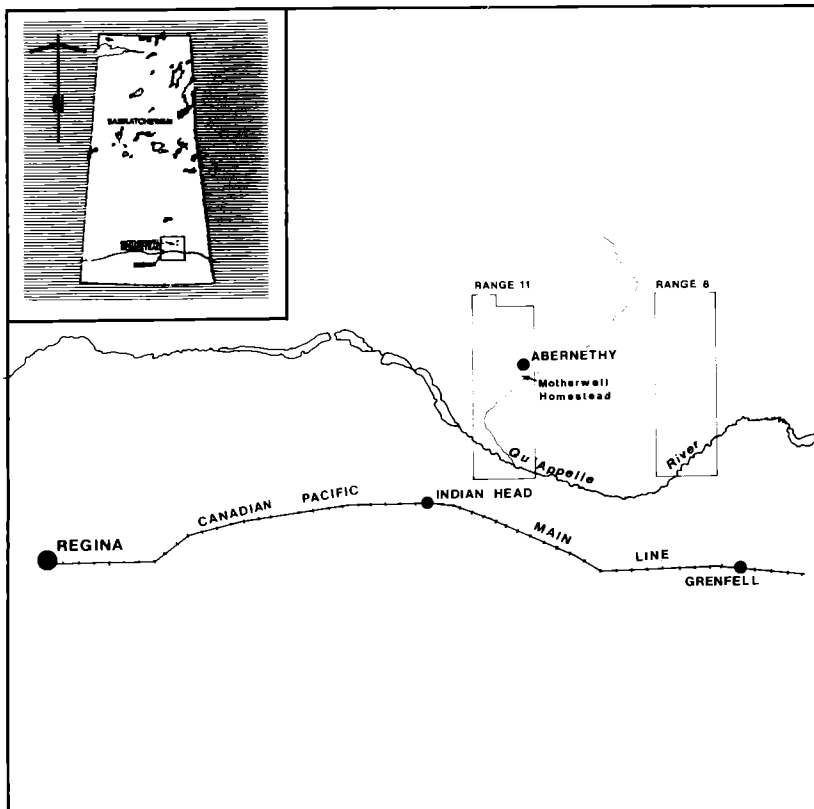 SASKATCHEWAN
RANGE 11
RANGE 8
ABERNETHY
Motherwell
Homestead
Qu'Appelle
River
CANADIAN PACIFIC
INDIAN HEAD
MAIN
LINE
REGINA
GRENFELL